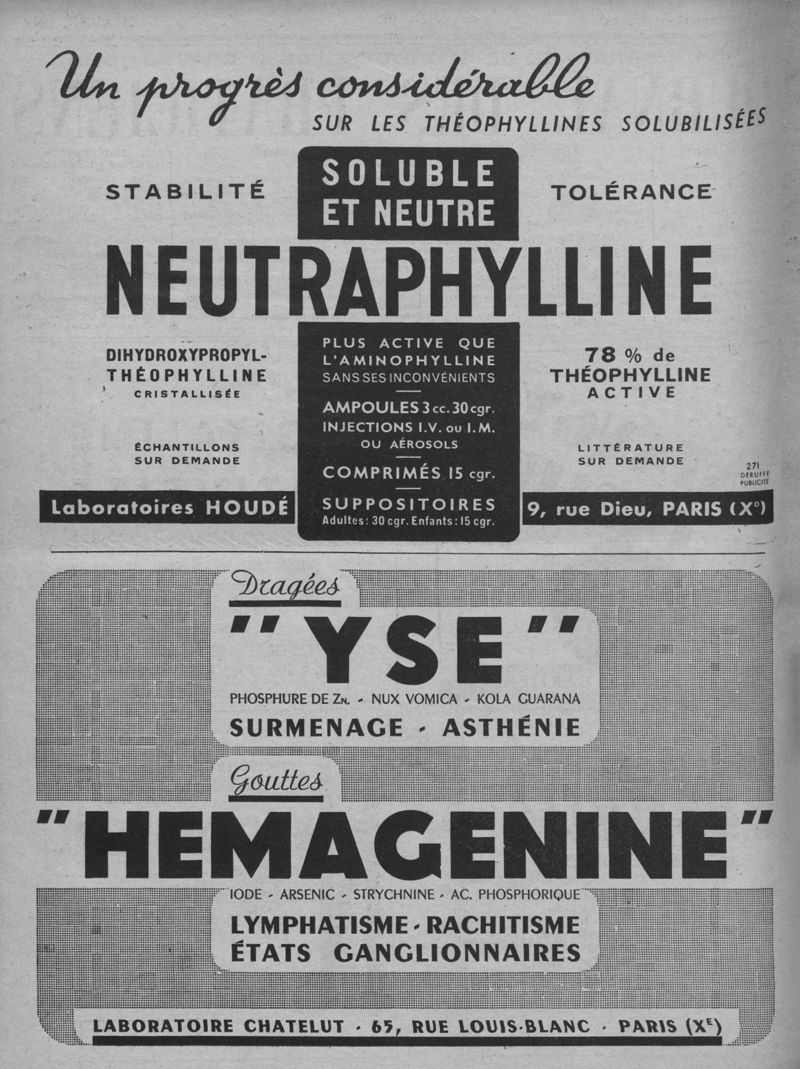 Un progrès considérable
SUR LES THÉOPHYLLINES SOLUBILISÉES
STABILITÉ
SOLUBLE
ET NEUTRE
TOLÉRANCE
NEUTRAPHYLLINE
DIHYDROXYPROPYL-
THÉOPHYLLINE
CRISTALLISÉE
ÉCHANTILLONS
SUR DEMANDE
PLUS ACTIVE QUE
L'AMINOPHYLLINE
SANS SES INCONVÉNIENTS
AMPOULES 3 cc. 30 cgr.
INJECTIONS I.V. OU I.M.
OU AÉROSOLS
COMPRIMÉS 15 cgr.
SUPPOSITOIRES
Adultes: 30 cgr. Enfants: 15 cgr.
78 % de
THÉOPHYLLINE
ACTIVE
LITTÉRATURE
SUR DEMANDE
271
DERUFFE
PUBLICITÉ
Laboratoires HOUDÉ
9, rue Dieu, PARIS (X°)
Dragées
"YSE"
PHOSPHURE DE ZN. - NUX VOMICA - KOLA GUARANA
SURMENAGE - ASTHÉNIE
Gouttes
"HEMAGENINE"
IODE - ARSENIC - STRYCHNINE - AC. PHOSPHORIQUE
LYMPHATISME - RACHITISME
ÉTATS GANGLIONNAIRES
LABORATOIRE CHATELUT - 65, RUE LOUIS-BLANC - PARIS (XE)